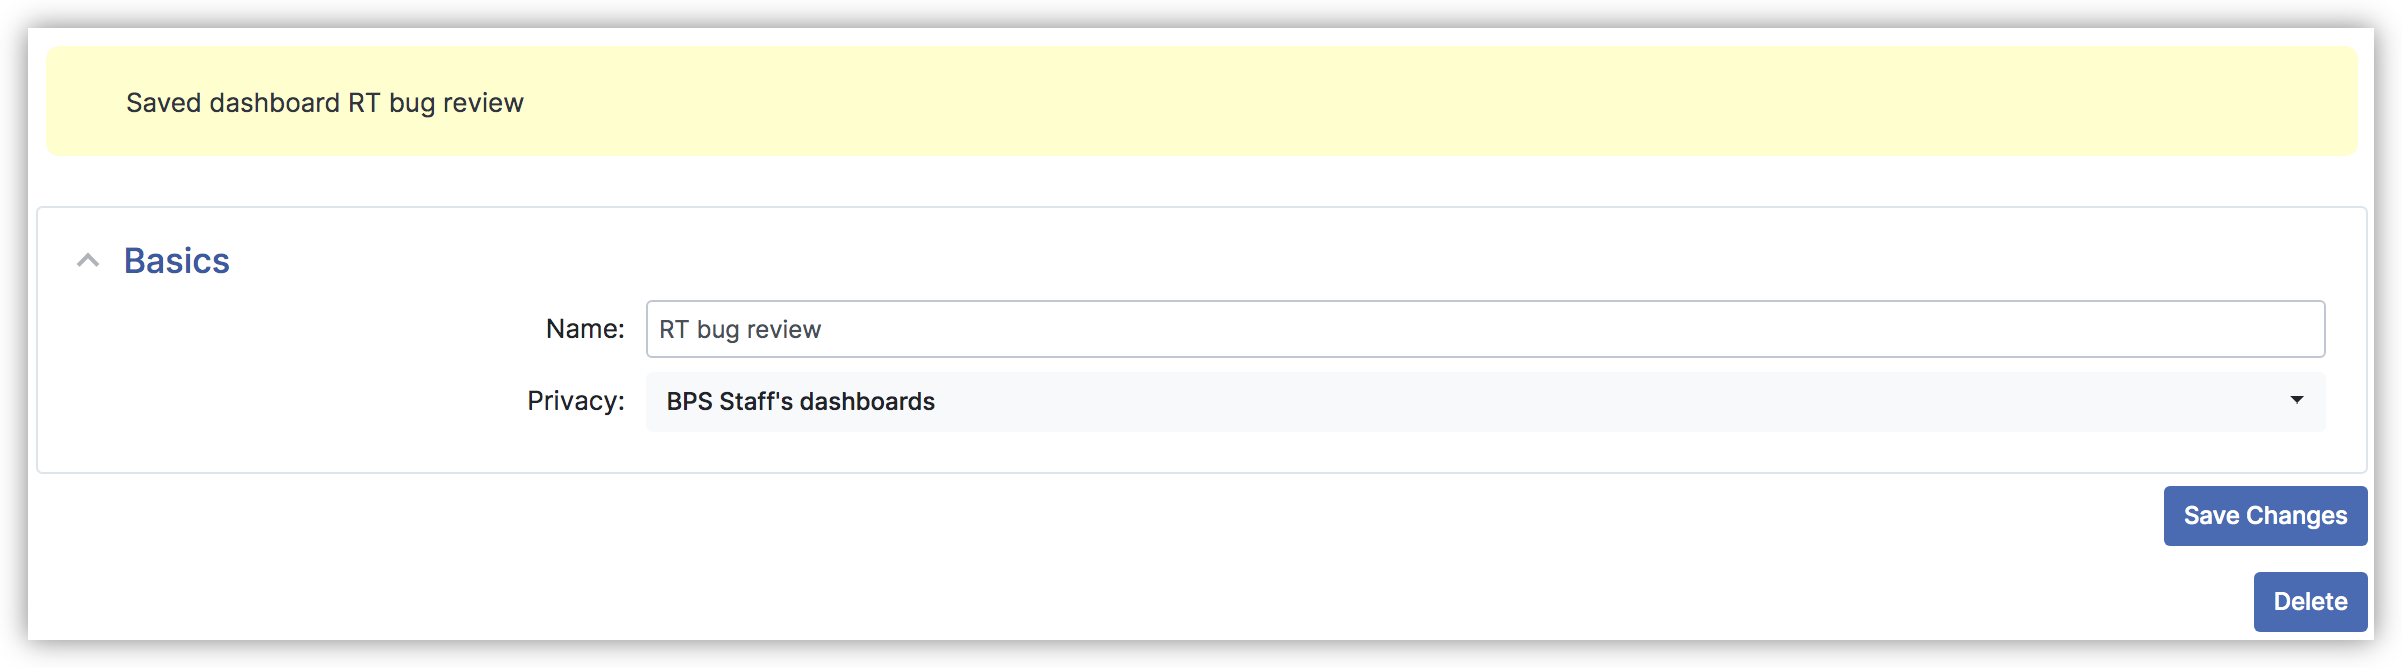 Saved dashboard RT bug review
Basics
Name: RT bug review
Privacy: BPS Staff's dashboards
Save Changes
Delete